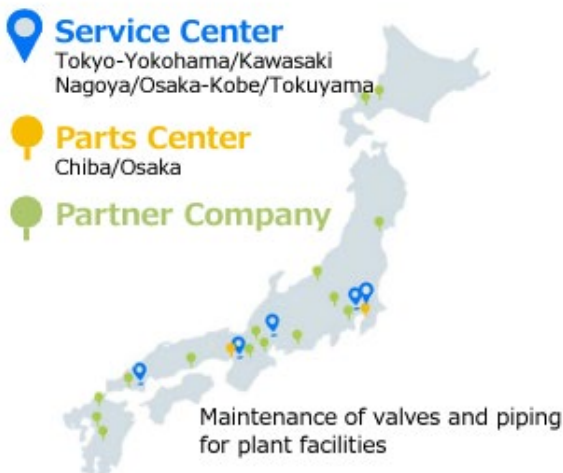 Service Center
Tokyo-Yokohama/Kawasaki
Nagoya/Osaka-Kobe/Tokuyama
Parts Center
Chiba/Osaka
Partner Company
Maintenance of valves and piping
for plant facilities